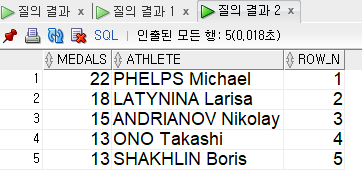 질의 결과 × 질의 결과 1 × 질의 결과 2 ×
SQL | 인출된 모든 행: 5(0,018초)
MEDALS ATHLETE ROW_N
1 22 PHELPS Michael 1
2 18 LATYNINA Larisa 2
3 15 ANDRIANOV Nikolay 3
4 13 ONO Takashi 4
5 13 SHAKHLIN Boris 5